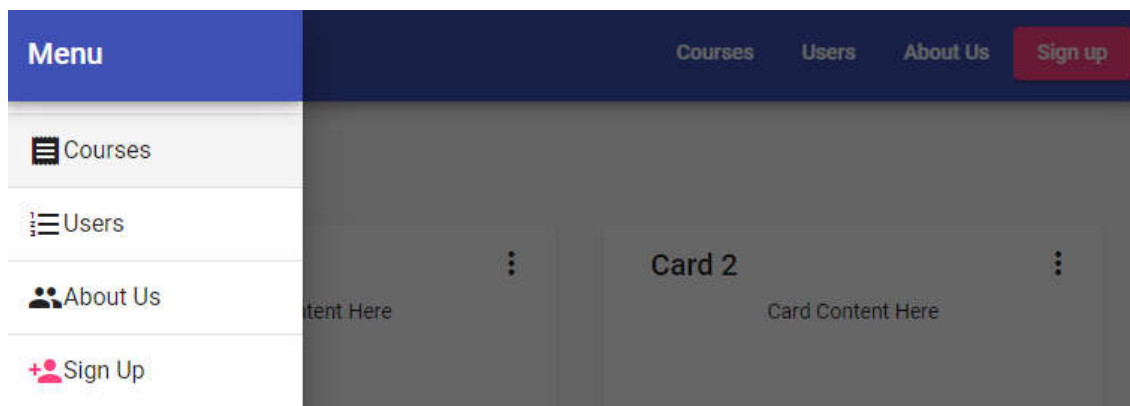 Menu
Courses Users About Us Sign up
Courses
Users
About Us
Sign Up
Card 2
Card Content Here
ntent Here